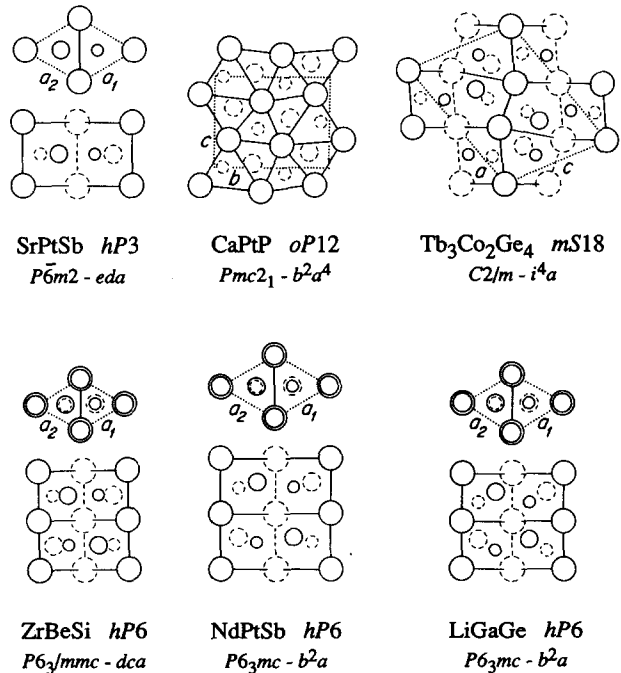 a₂ a₁
c
b
a c
SrPtSb hP3
P6̄m2 - eda
CaPtP oP12
Pmc2₁ - b²a⁴
Tb₃Co₂Ge₄ mS18
C2/m - i⁴a
a₂ a₁
a₂ a₁
a₂ a₁
ZrBeSi hP6
P6₃/mmc - dca
NdPtSb hP6
P6₃mc - b²a
LiGaGe hP6
P6₃mc - b²a